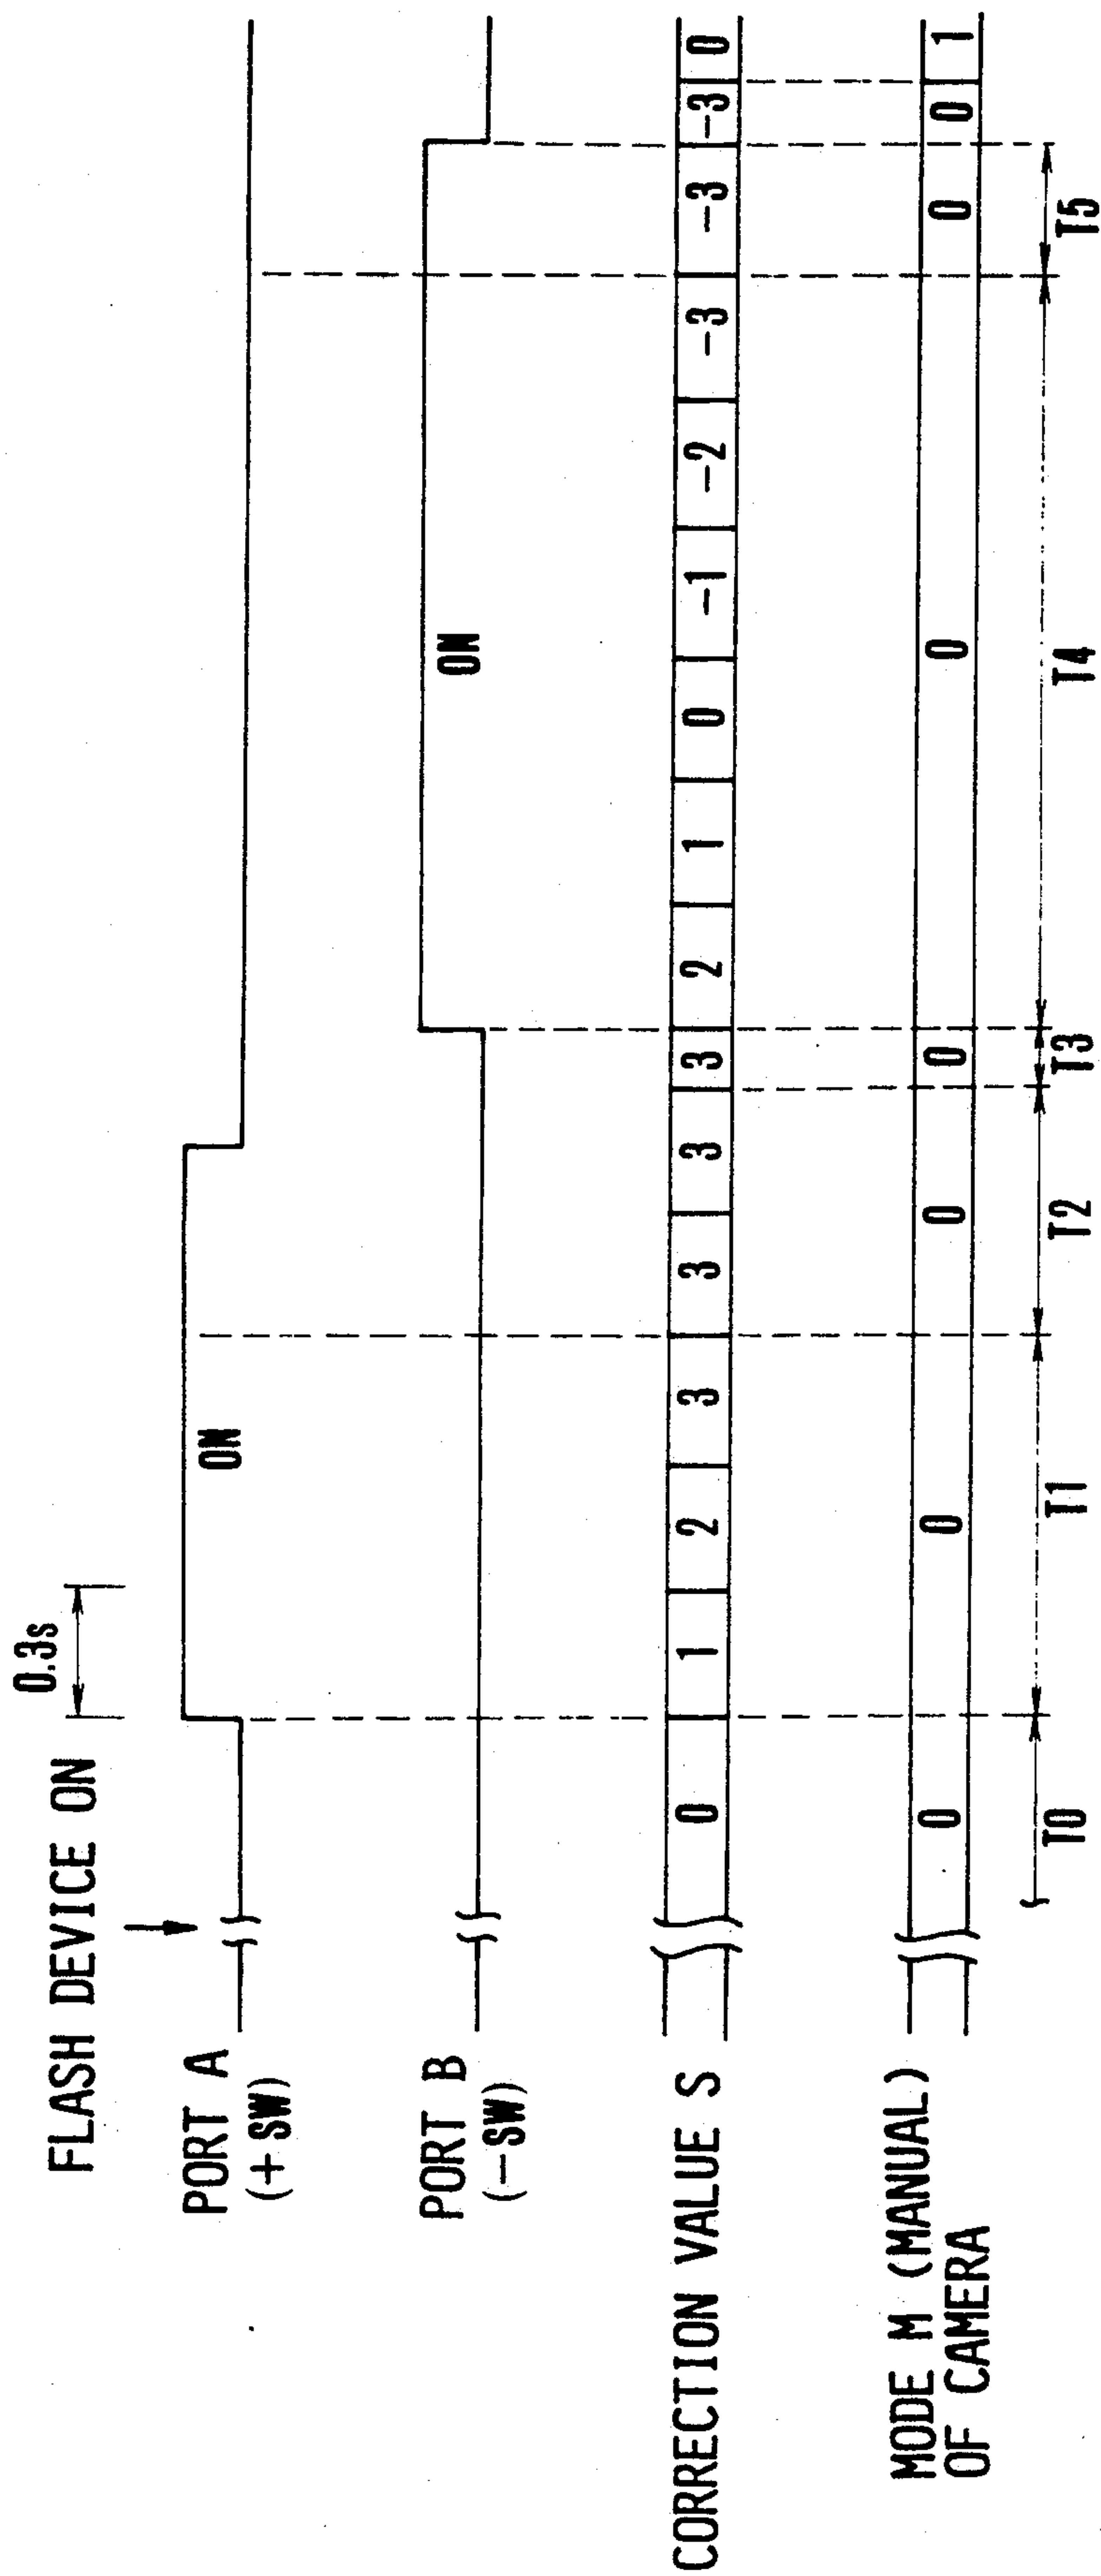 FLASH DEVICE ON
0.3s
PORT A
(+ SW)
ON
PORT B
(- SW)
ON
CORRECTION VALUE S
0 1 2 3 3 3 3 2 1 0 -1 -2 -3 -3 -3 0
MODE M (MANUAL)
OF CAMERA
0 0 0 0 0 0 0 1
T0 T1 T2 T3 T4 T5